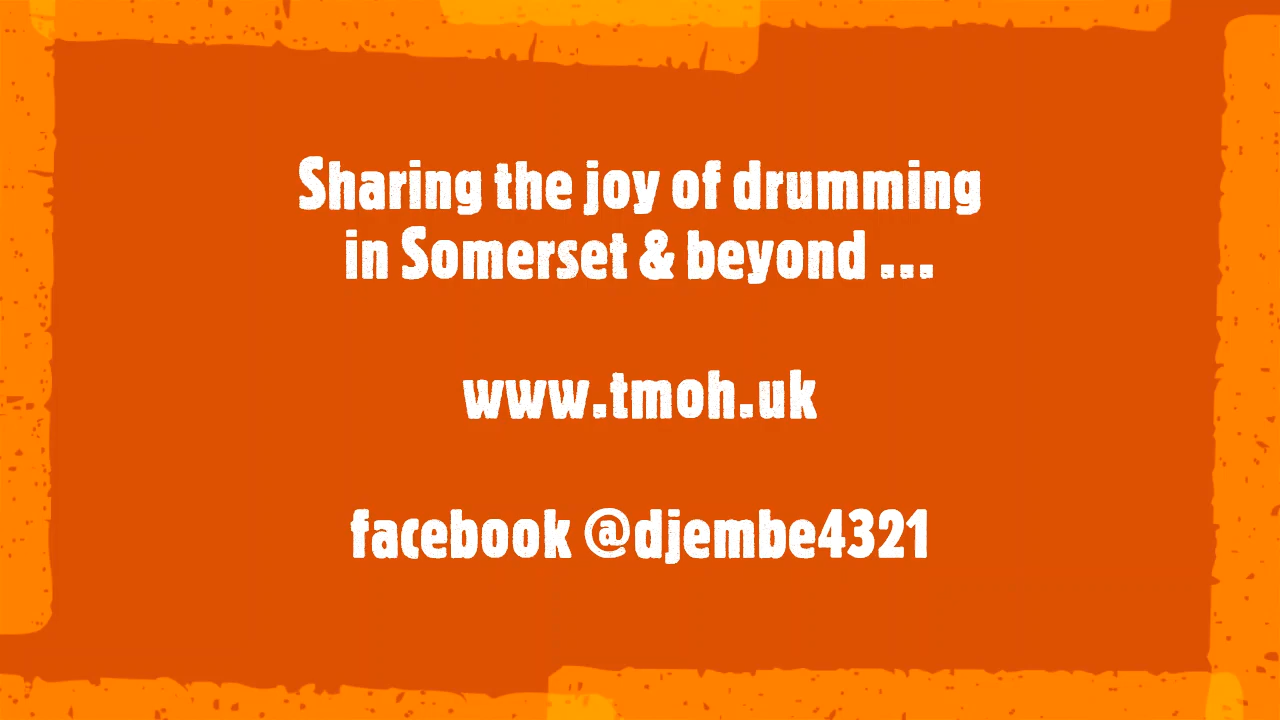 Sharing the joy of drumming
in Somerset & beyond ...
www.tmoh.uk
facebook @djembe4321